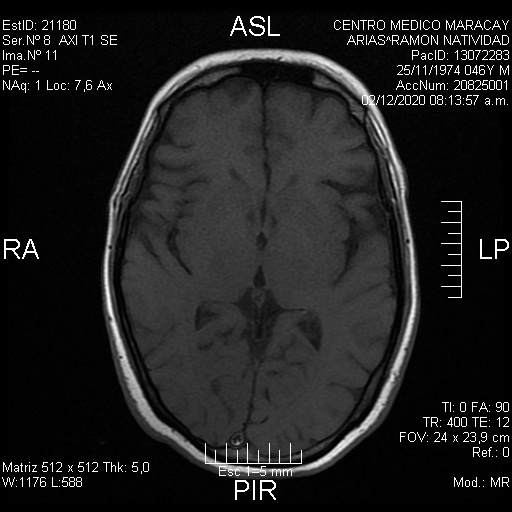 EstID: 21180
Ser.Nº 8 AXI T1 SE
Ima.Nº 11
PE= --
NAq: 1 Loc: 7,6 Ax
ASL
CENTRO MEDICO MARACAY
ARIAS^RAMON NATIVIDAD
PacID: 13072283
25/11/1974 046Y M
AccNum: 20825001
02/12/2020 08:13:57 a.m.
RA
LP
Matriz 512 x 512 Thk: 5,0
W:1176 L:588
Esc 1=5 mm
PIR
TI: 0 FA: 90
TR: 400 TE: 12
FOV: 24 x 23,9 cm
Ref.: 0
Mod.: MR